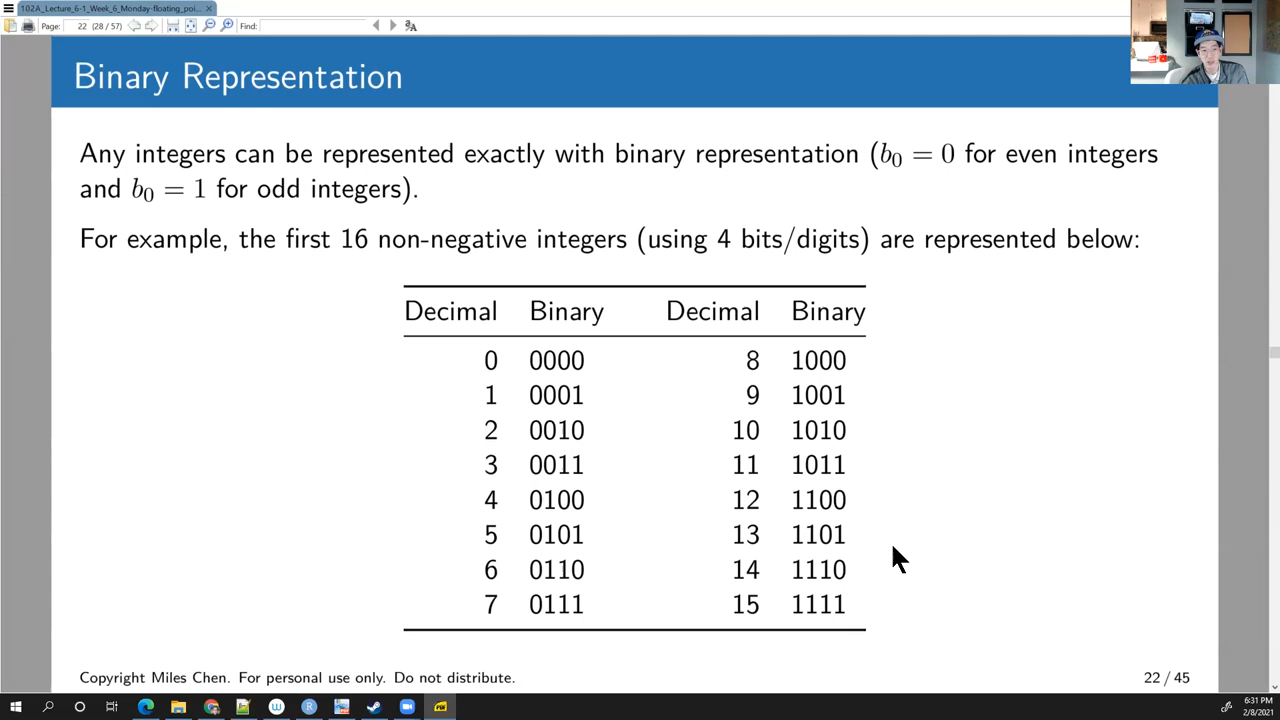 102A_Lecture_6-1_Week_6_Monday-floating_poi...
Page: 22 (28 / 57) Find:
Binary Representation
Any integers can be represented exactly with binary representation (b₀ = 0 for even integers
and b₀ = 1 for odd integers).
For example, the first 16 non-negative integers (using 4 bits/digits) are represented below:
Decimal Binary Decimal Binary
0 0000 8 1000
1 0001 9 1001
2 0010 10 1010
3 0011 11 1011
4 0100 12 1100
5 0101 13 1101
6 0110 14 1110
7 0111 15 1111
Copyright Miles Chen. For personal use only. Do not distribute. 22 / 45
6:31 PM
2/8/2021